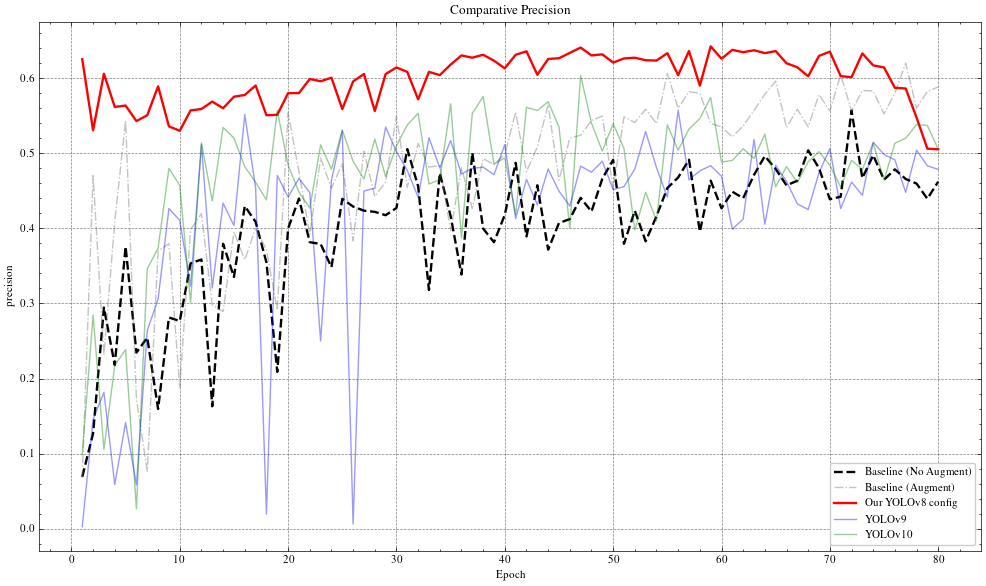 Comparative Precision
0.6
0.5
0.4
0.3
0.2
0.1
0.0
precision
0 10 20 30 40 50 60 70 80
Epoch
Baseline (No Augment)
Baseline (Augment)
Our YOLOv8 config
YOLOv9
YOLOv10